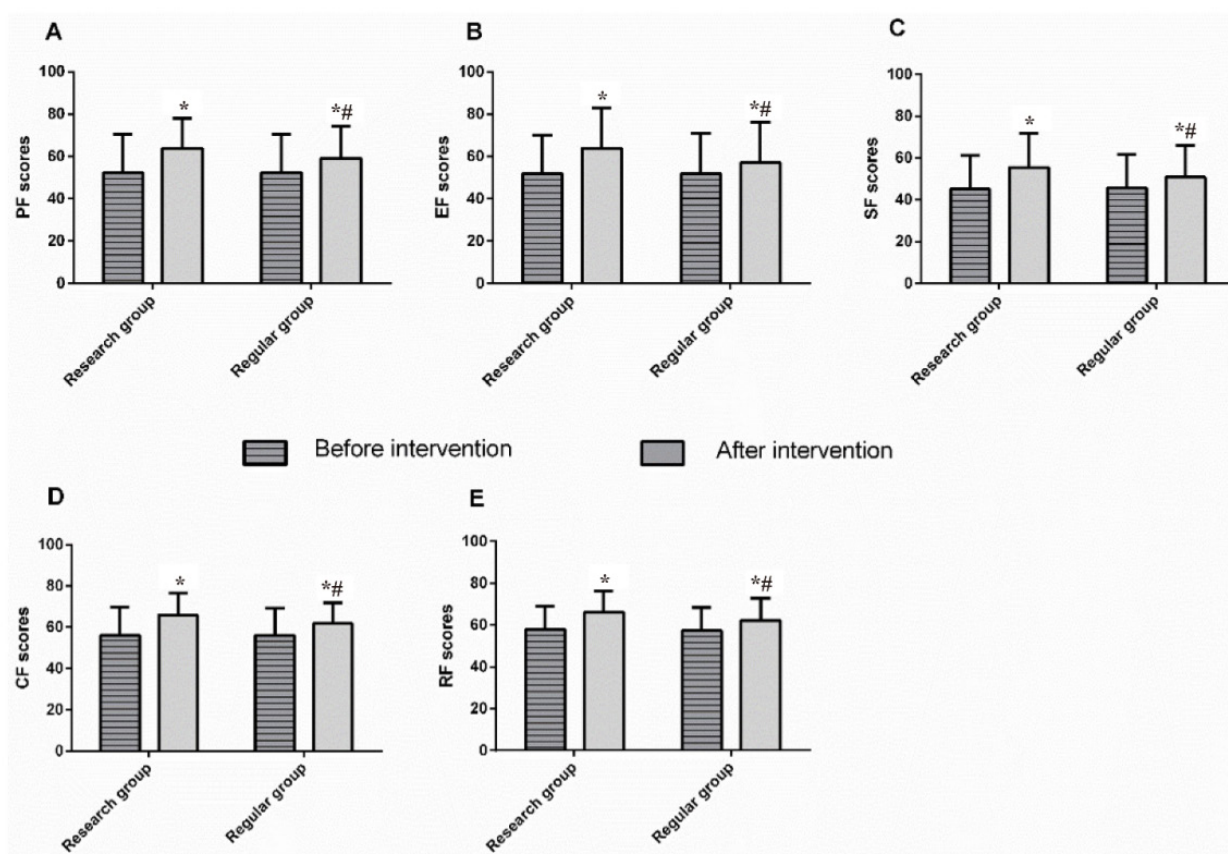 A
PF scores
100
80
60
40
20
0
*
*#
Research group
Regular group
B
EF scores
100
80
60
40
20
0
*
*#
Research group
Regular group
C
SF scores
100
80
60
40
20
0
*
*#
Research group
Regular group
Before intervention
After intervention
D
CF scores
100
80
60
40
20
0
*
*#
Research group
Regular group
E
RF scores
100
80
60
40
20
0
*
*#
Research group
Regular group